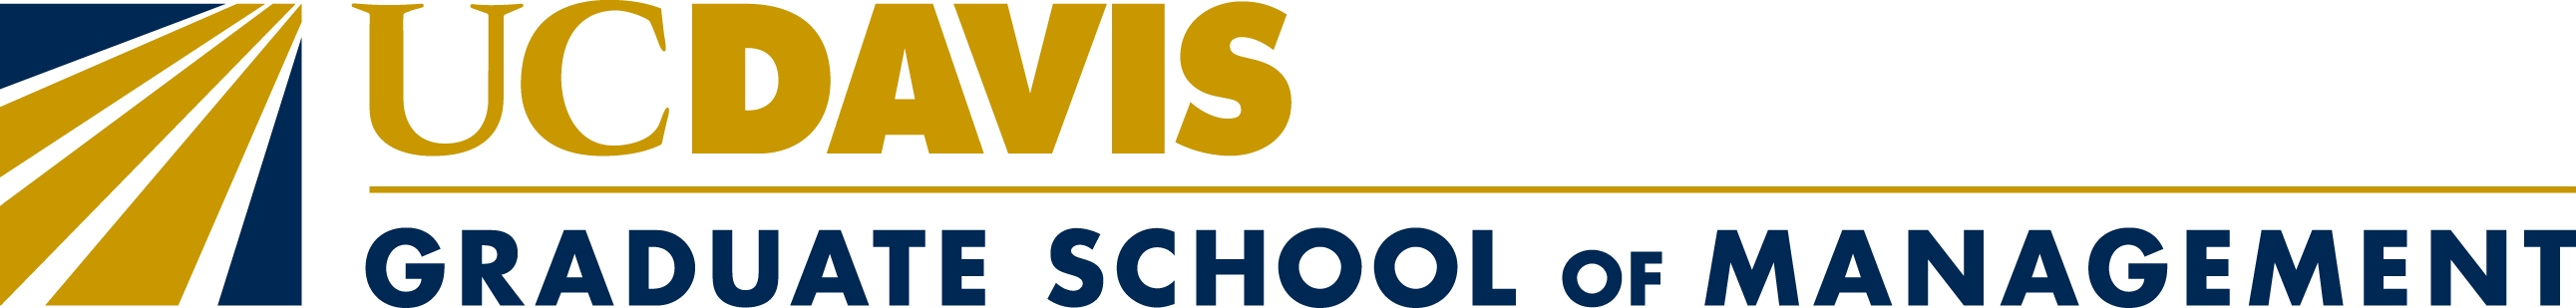 UCDAVIS
GRADUATE SCHOOL OF MANAGEMENT